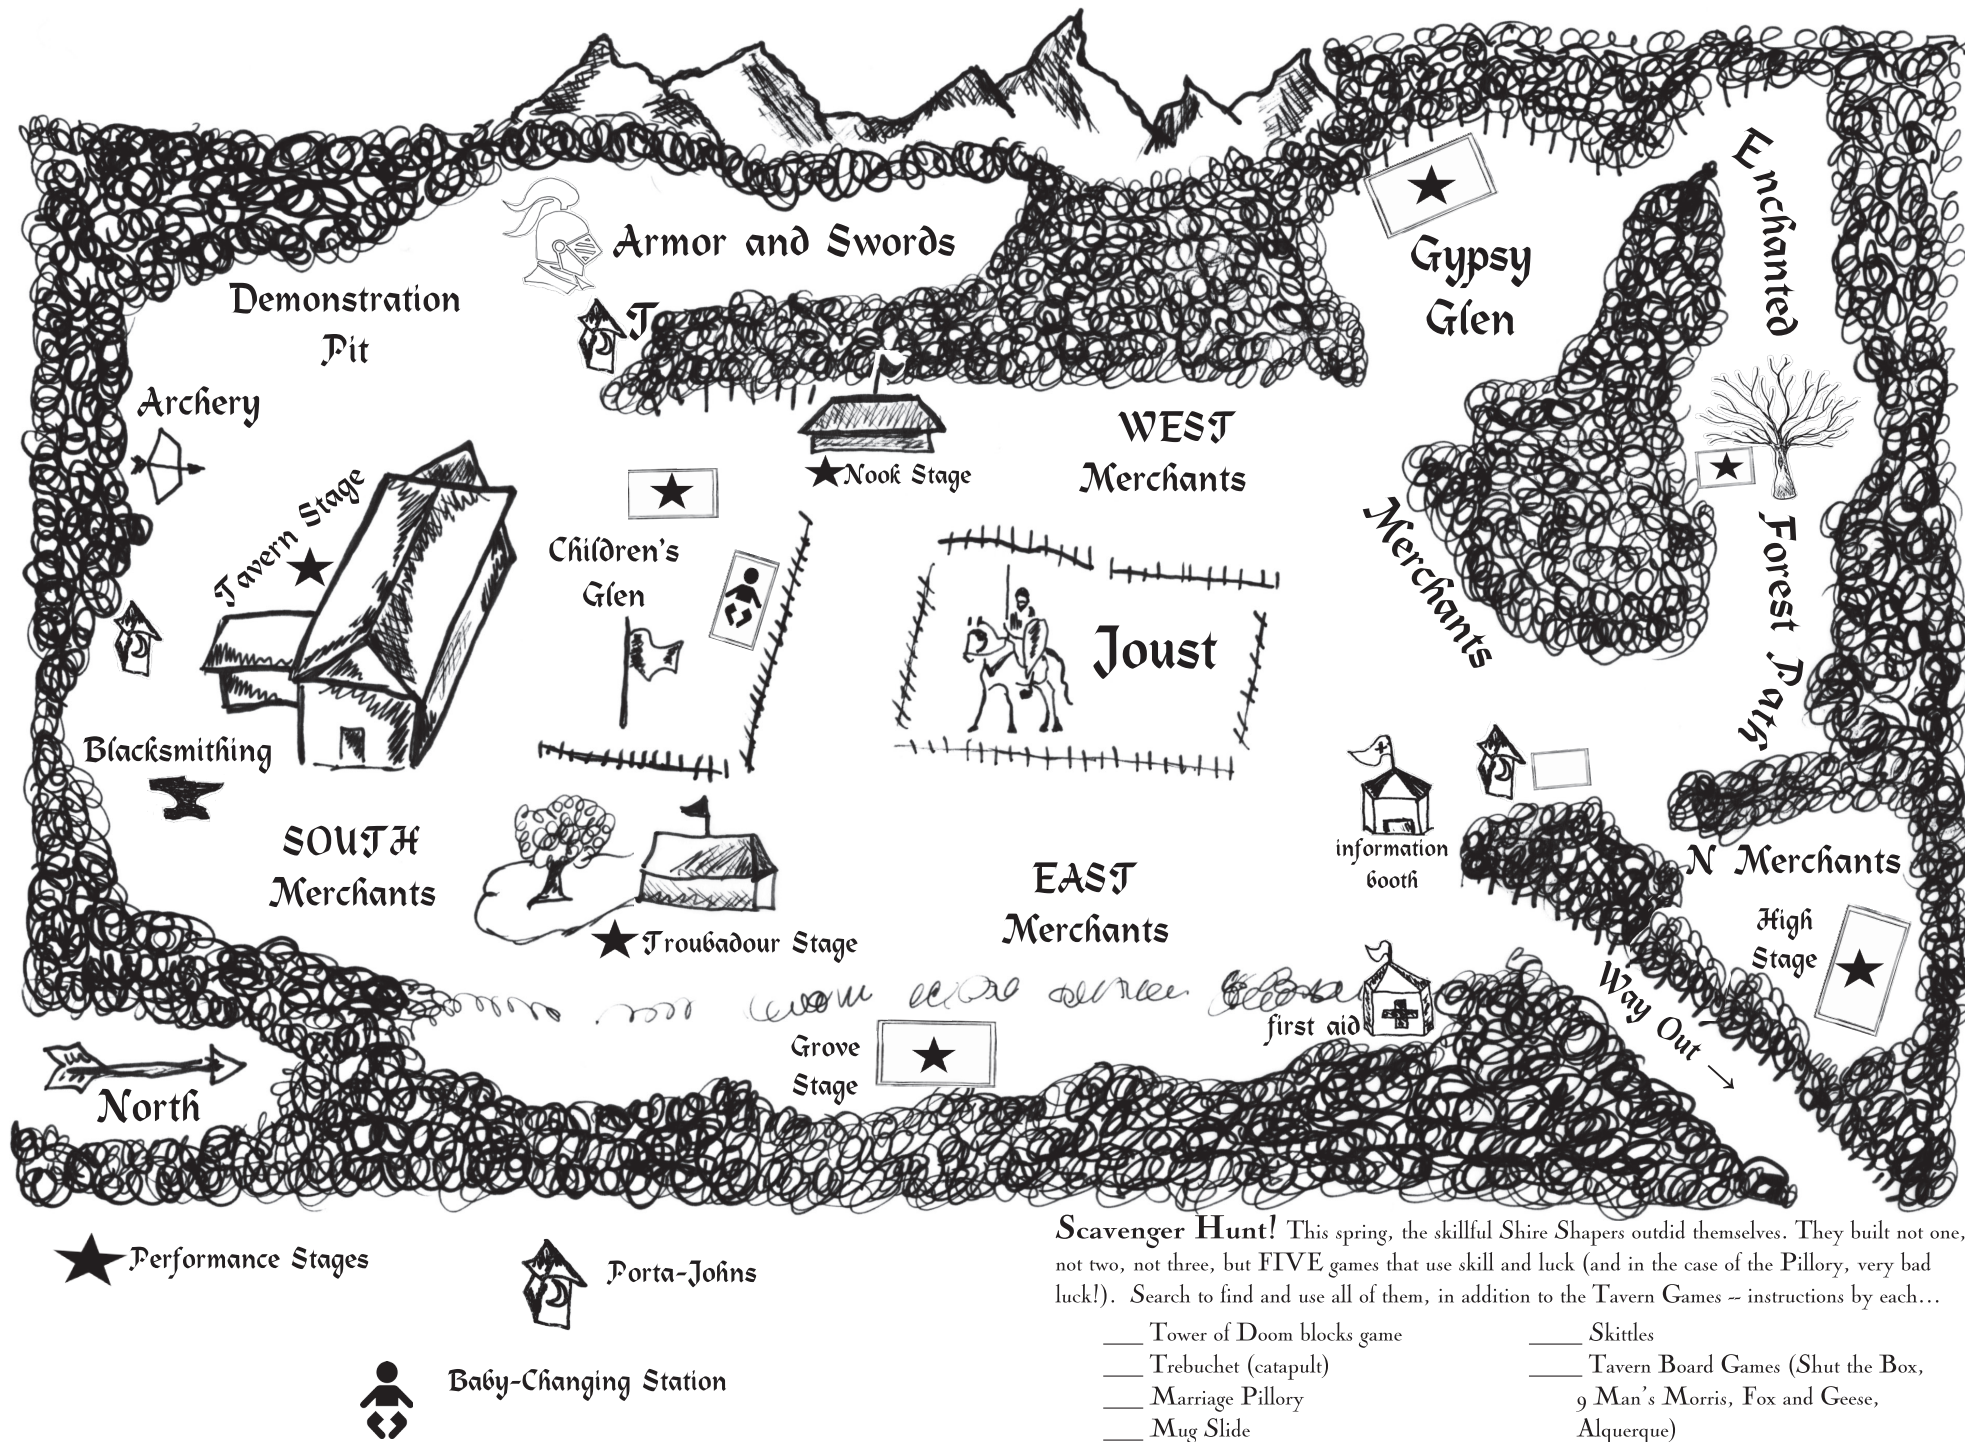 Armor and Swords
Demonstration
Pit
T
Archery
Tavern Stage
Children's
Glen
Nook Stage
WEST
Merchants
Gypsy
Glen
Enchanted
Forest Path
Merchants
Joust
Blacksmithing
SOUTH
Merchants
Troubadour Stage
EAST
Merchants
information
booth
N Merchants
High
Stage
Way Out →
first aid
Grove
Stage
North
Performance Stages
Porta-Johns
Baby-Changing Station
Scavenger Hunt! This spring, the skillful Shire Shapers outdid themselves. They built not one,
not two, not three, but FIVE games that use skill and luck (and in the case of the Pillory, very bad
luck!). Search to find and use all of them, in addition to the Tavern Games -- instructions by each...
___ Tower of Doom blocks game
___ Trebuchet (catapult)
___ Marriage Pillory
___ Mug Slide
____ Skittles
____ Tavern Board Games (Shut the Box,
9 Man's Morris, Fox and Geese,
Alquerque)